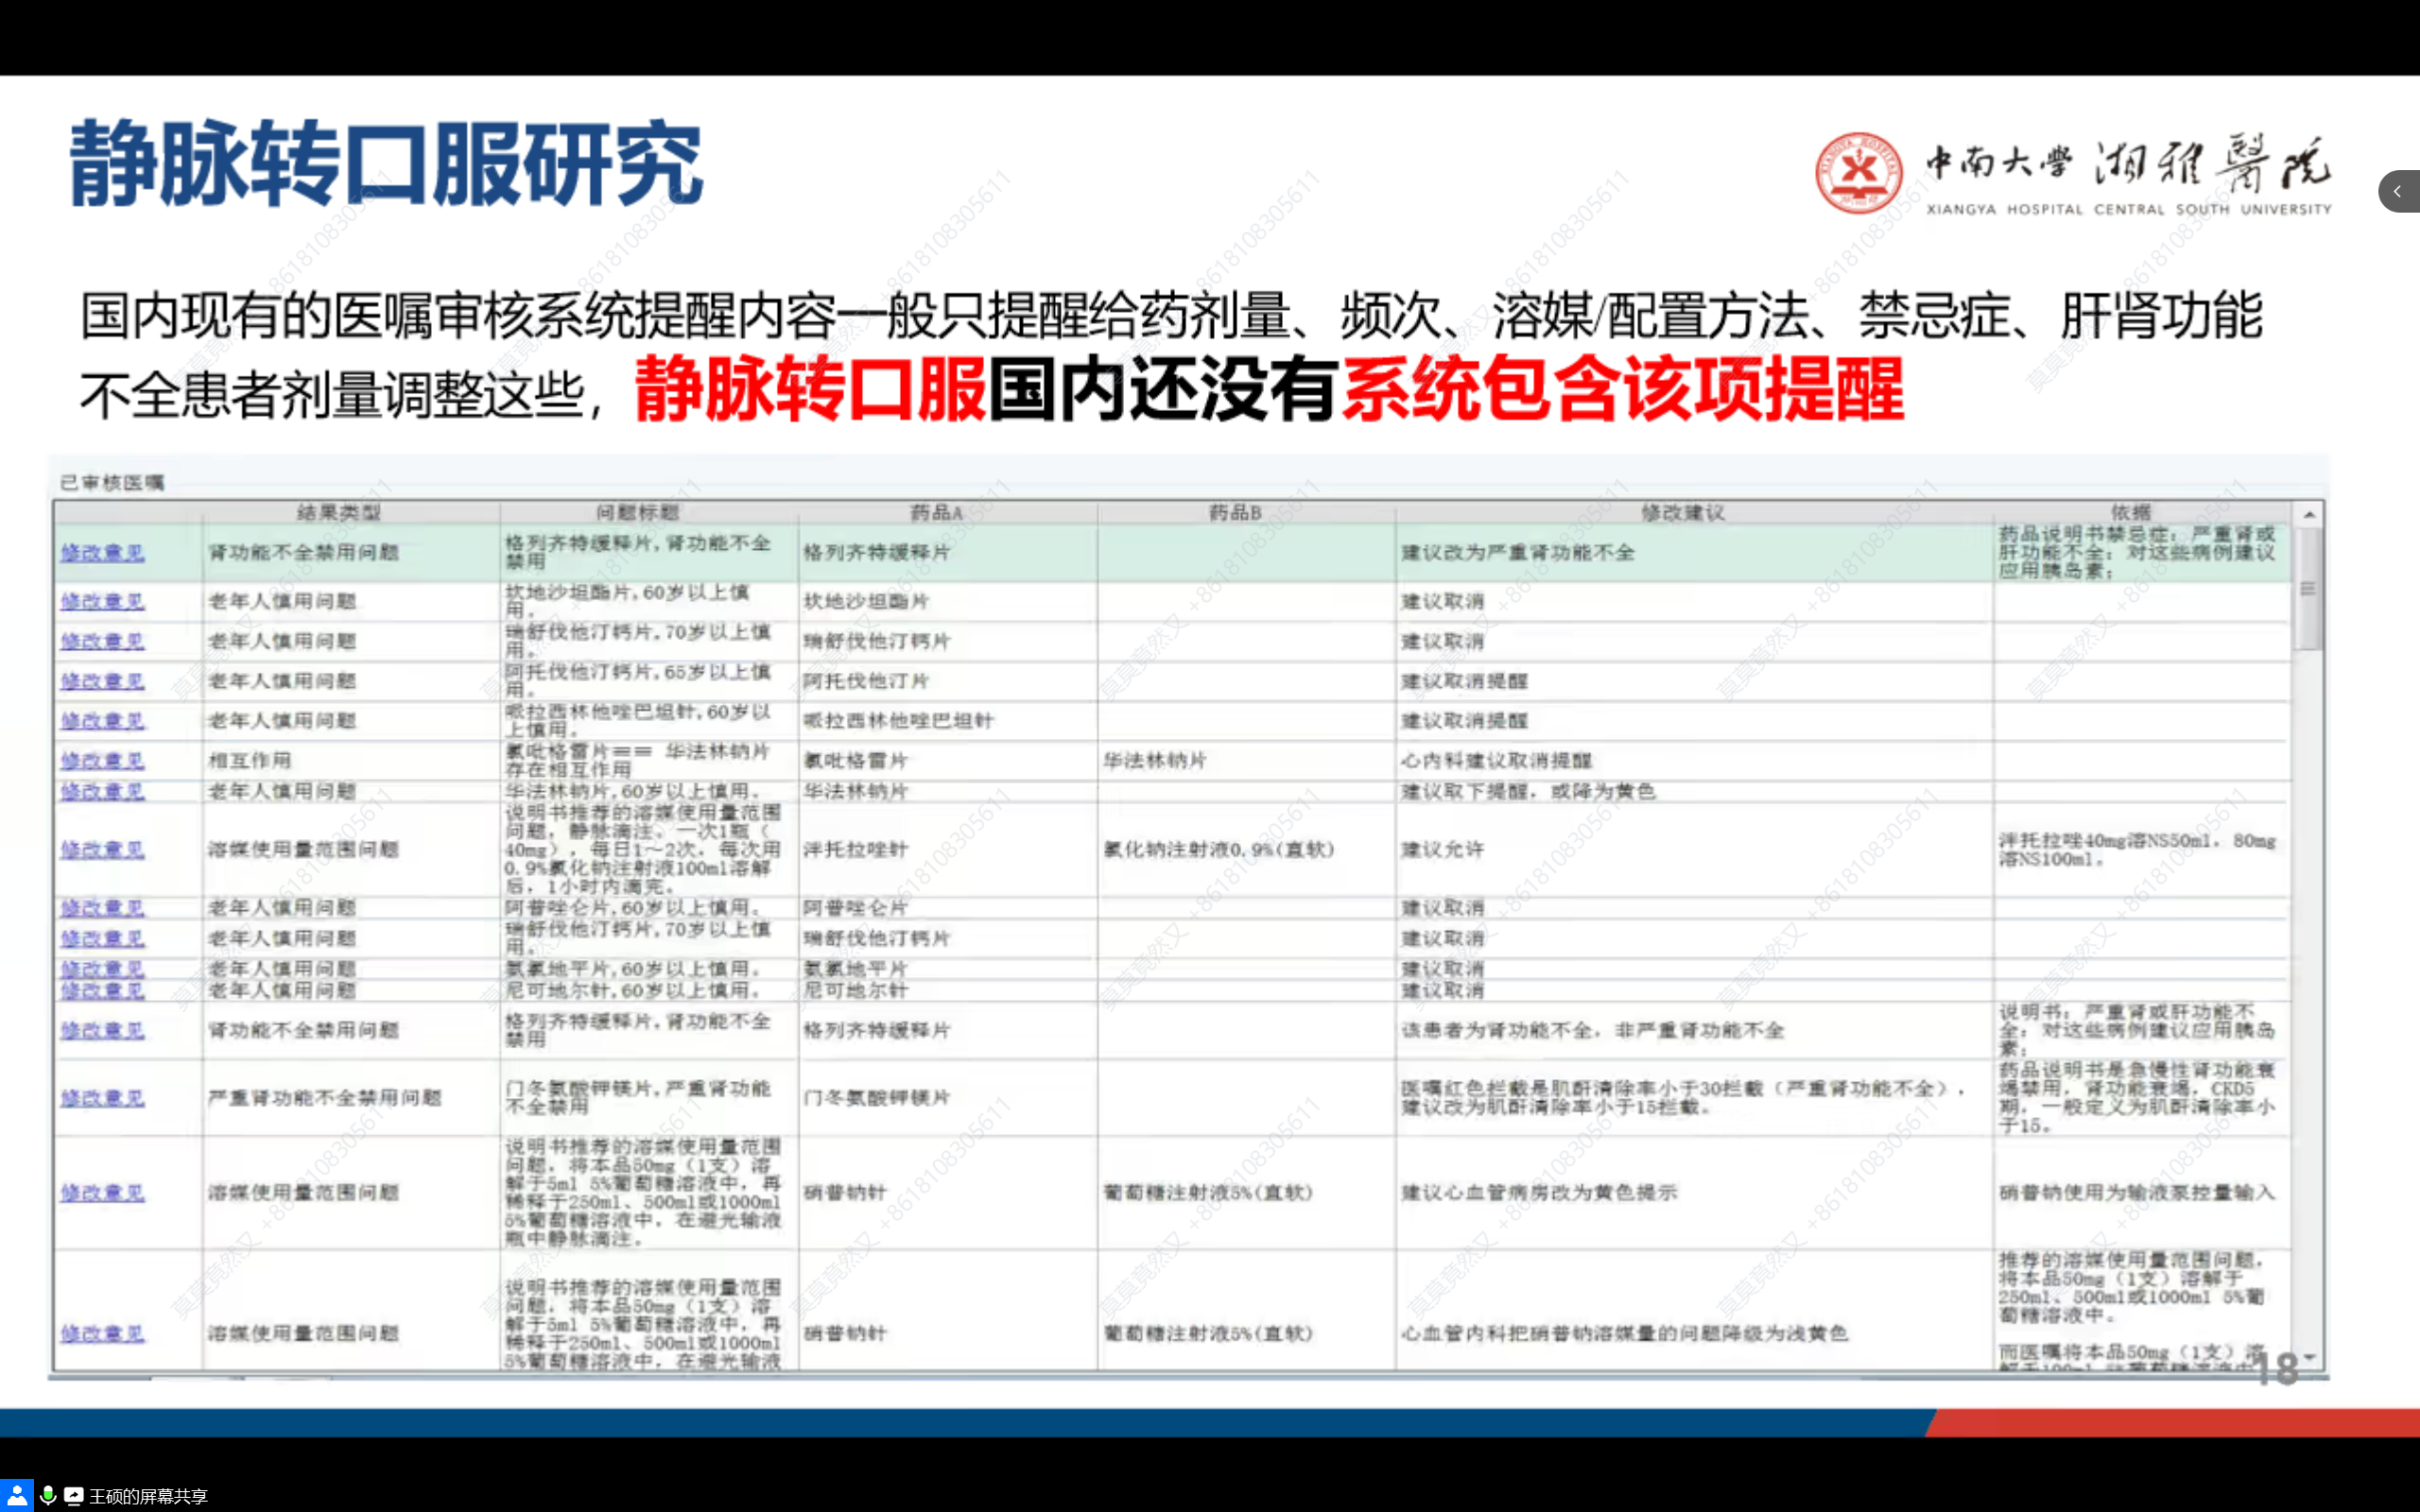 静脉转口服研究
中南大学 湘雅醫院
XIANGYA HOSPITAL CENTRAL SOUTH UNIVERSITY
国内现有的医嘱审核系统提醒内容一般只提醒给药剂量、频次、溶媒/配置方法、禁忌症、肝肾功能
不全患者剂量调整这些，静脉转口服国内还没有系统包含该项提醒
已审核医嘱
结果类型 问题标题 药品A 药品B 修改建议 依据
修改意见 肾功能不全禁用问题 格列齐特缓释片,肾功能不全禁用 格列齐特缓释片 建议改为严重肾功能不全 药品说明书禁忌症：严重肾或肝功能不全：对这些病例建议应用胰岛素；
修改意见 老年人慎用问题 坎地沙坦酯片,60岁以上慎用。 坎地沙坦酯片 建议取消
修改意见 老年人慎用问题 瑞舒伐他汀钙片,70岁以上慎用。 瑞舒伐他汀钙片 建议取消
修改意见 老年人慎用问题 阿托伐他汀钙片,65岁以上慎用。 阿托伐他汀片 建议取消提醒
修改意见 老年人慎用问题 哌拉西林他唑巴坦针,60岁以上慎用。 哌拉西林他唑巴坦针 建议取消提醒
修改意见 相互作用 氯吡格雷片== 华法林钠片存在相互作用 氯吡格雷片 华法林钠片 心内科建议取消提醒
修改意见 老年人慎用问题 华法林钠片,60岁以上慎用。 华法林钠片 建议取下提醒，或降为黄色
修改意见 溶媒使用量范围问题 说明书推荐的溶媒使用量范围问题，静脉滴注。一次1瓶（40mg），每日1～2次，每次用0.9%氯化钠注射液100ml溶解后，1小时内滴完。 泮托拉唑针 氯化钠注射液0.9%(直软) 建议允许 泮托拉唑40mg溶NS50ml，80mg溶NS100ml。
修改意见 老年人慎用问题 阿普唑仑片,60岁以上慎用。 阿普唑仑片 建议取消
修改意见 老年人慎用问题 瑞舒伐他汀钙片,70岁以上慎用。 瑞舒伐他汀钙片 建议取消
修改意见 老年人慎用问题 氨氯地平片,60岁以上慎用。 氨氯地平片 建议取消
修改意见 老年人慎用问题 尼可地尔针,60岁以上慎用。 尼可地尔针 建议取消
修改意见 肾功能不全禁用问题 格列齐特缓释片,肾功能不全禁用 格列齐特缓释片 该患者为肾功能不全，非严重肾功能不全 说明书：严重肾或肝功能不全：对这些病例建议应用胰岛素；
修改意见 严重肾功能不全禁用问题 门冬氨酸钾镁片,严重肾功能不全禁用 门冬氨酸钾镁片 医嘱红色拦截是肌酐清除率小于30拦截（严重肾功能不全），建议改为肌酐清除率小于15拦截。 药品说明书是急慢性肾功能衰竭禁用，肾功能衰竭，CKD5期，一般定义为肌酐清除率小于15。
修改意见 溶媒使用量范围问题 说明书推荐的溶媒使用量范围问题，将本品50mg（1支）溶解于5ml 5%葡萄糖溶液中，再稀释于250ml、500ml或1000ml 5%葡萄糖溶液中，在避光输液瓶中静脉滴注。 硝普钠针 葡萄糖注射液5%(直软) 建议心血管病房改为黄色提示 硝普钠使用为输液泵控量输入
修改意见 溶媒使用量范围问题 说明书推荐的溶媒使用量范围问题，将本品50mg（1支）溶解于5ml 5%葡萄糖溶液中，再稀释于250ml、500ml或1000ml 5%葡萄糖溶液中，在避光输液 硝普钠针 葡萄糖注射液5%(直软) 心血管内科把硝普钠溶媒量的问题降级为浅黄色 推荐的溶媒使用量范围问题，将本品50mg（1支）溶解于250ml、500ml或1000ml 5%葡萄糖溶液中。
而医嘱将本品50mg（1支）溶
18
王硕的屏幕共享